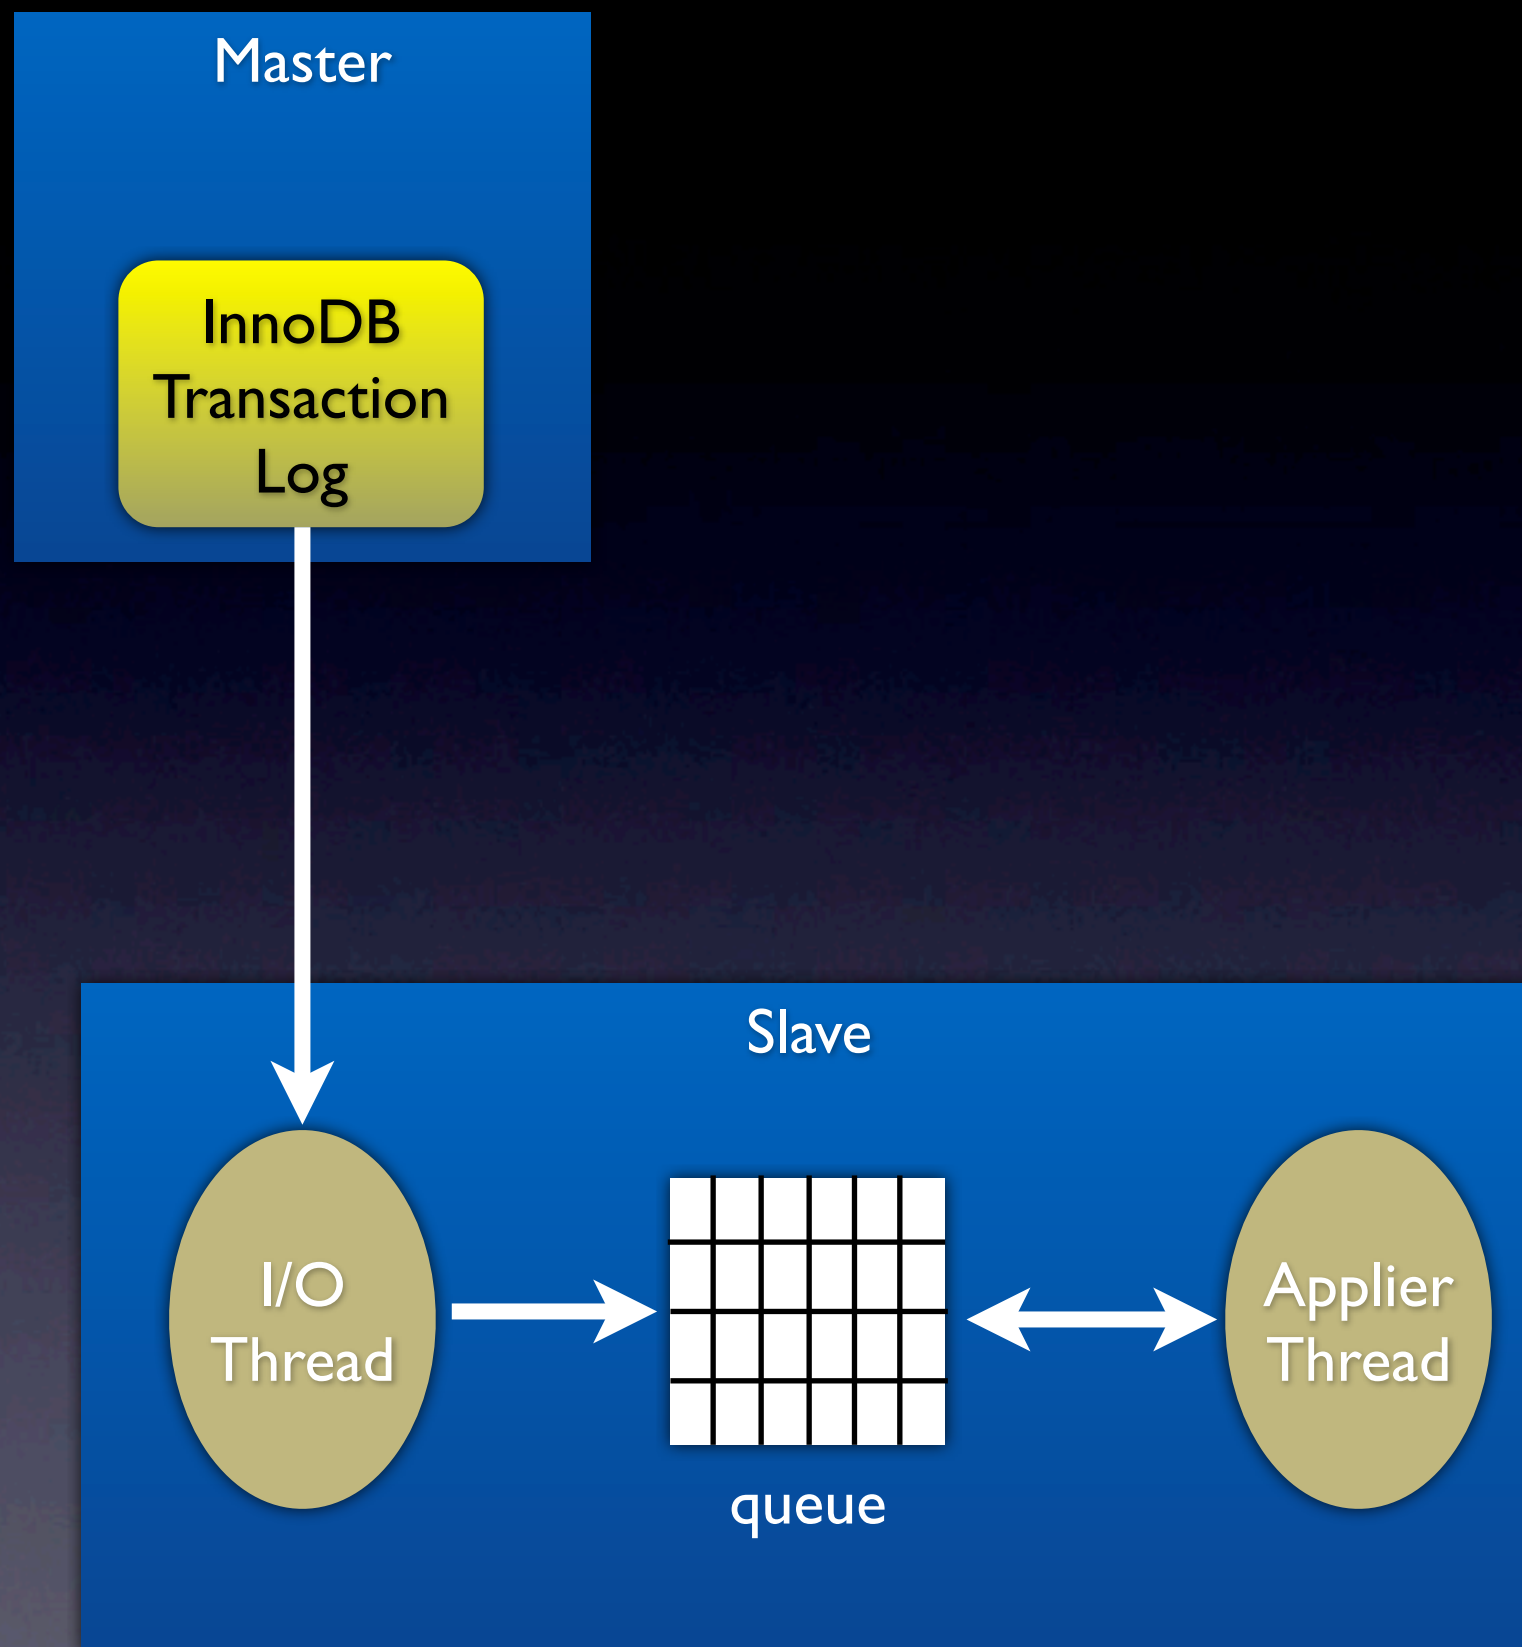 Master
InnoDB
Transaction
Log
Slave
I/O
Thread
queue
Applier
Thread